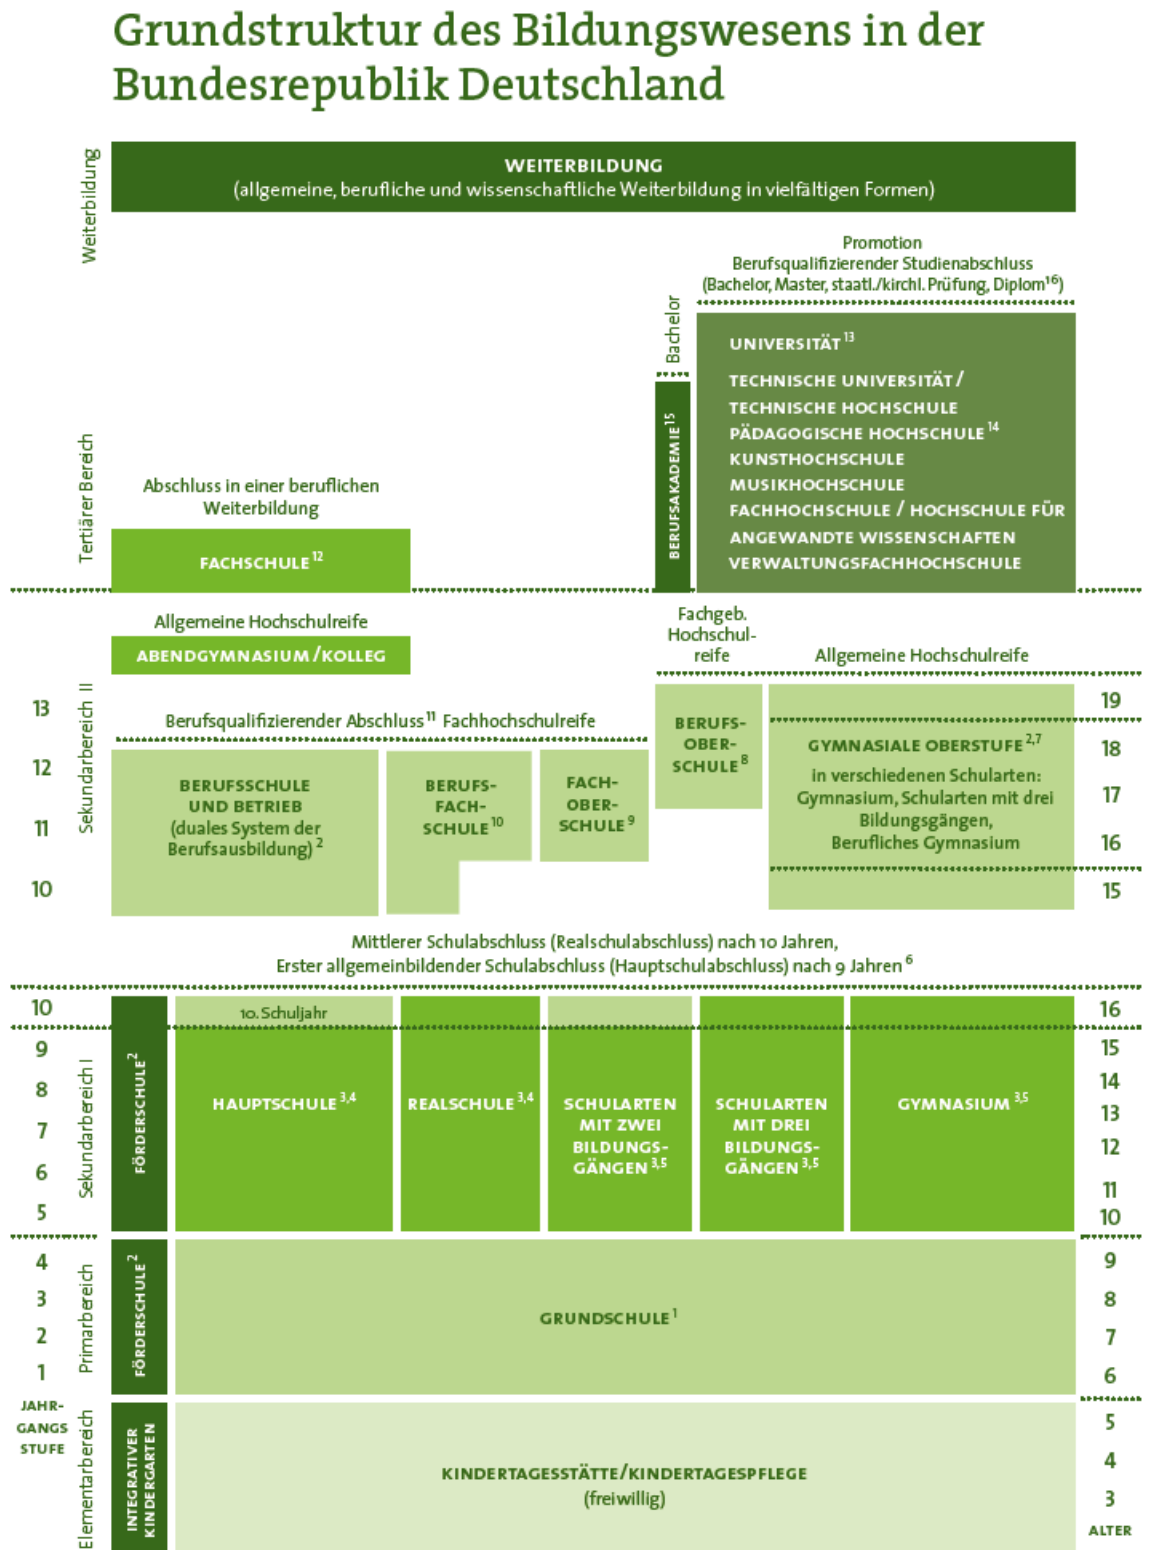 Grundstruktur des Bildungswesens in der
Bundesrepublik Deutschland
Weiterbildung
WEITERBILDUNG
(allgemeine, berufliche und wissenschaftliche Weiterbildung in vielfältigen Formen)
Promotion
Berufsqualifizierender Studienabschluss
(Bachelor, Master, staatl./kirchl. Prüfung, Diplom¹⁶)
Tertiärer Bereich
Abschluss in einer beruflichen
Weiterbildung
FACHSCHULE¹²
Bachelor
BERUFSAKADEMIE¹⁵
UNIVERSITÄT¹³
TECHNISCHE UNIVERSITÄT/
TECHNISCHE HOCHSCHULE
PÄDAGOGISCHE HOCHSCHULE¹⁴
KUNSTHOCHSCHULE
MUSIKHOCHSCHULE
FACHHOCHSCHULE / HOCHSCHULE FÜR
ANGEWANDTE WISSENSCHAFTEN
VERWALTUNGSFACHHOCHSCHULE
Allgemeine Hochschulreife
ABENDGYMNASIUM/KOLLEG
Fachgeb.
Hochschul-
reife
Allgemeine Hochschulreife
13
12
11
10
Sekundarbereich II
Berufsqualifizierender Abschluss¹¹ Fachhochschulreife
BERUFSSCHULE
UND BETRIEB
(duales System der
Berufsausbildung)²
BERUFS-
FACH-
SCHULE¹⁰
FACH-
OBER-
SCHULE⁹
BERUFS-
OBER-
SCHULE⁸
GYMNASIALE OBERSTUFE²,⁷
in verschiedenen Schularten:
Gymnasium, Schularten mit drei
Bildungsgängen,
Berufliches Gymnasium
19
18
17
16
15
Mittlerer Schulabschluss (Realschulabschluss) nach 10 Jahren,
Erster allgemeinbildender Schulabschluss (Hauptschulabschluss) nach 9 Jahren⁶
10
9
8
7
6
5
Sekundarbereich I
FÖRDERSCHULE²
10. Schuljahr
HAUPTSCHULE³,⁴
REALSCHULE³,⁴
SCHULARTEN
MIT ZWEI
BILDUNGS-
GÄNGEN³,⁵
SCHULARTEN
MIT DREI
BILDUNGS-
GÄNGEN³,⁵
GYMNASIUM³,⁵
16
15
14
13
12
11
10
4
3
2
1
Primarbereich
FÖRDERSCHULE²
GRUNDSCHULE¹
9
8
7
6
JAHR-
GANGS
STUFE
Elementarbereich
INTEGRATIVER
KINDERGARTEN
KINDERTAGESSTÄTTE/KINDERTAGESPFLEGE
(freiwillig)
5
4
3
ALTER